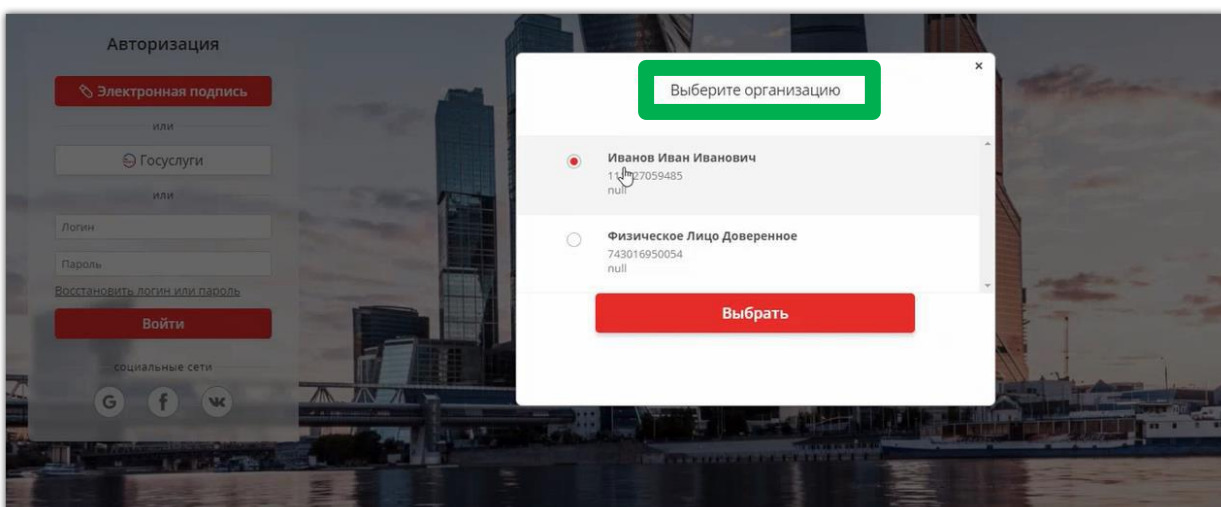 Авторизация
Электронная подпись
или
Госуслуги
или
Логин
Пароль
Восстановить логин или пароль
Войти
социальные сети
G f
Выберите организацию
×
Иванов Иван Иванович
null
Физическое Лицо Доверенное
743016950054
null
Выбрать